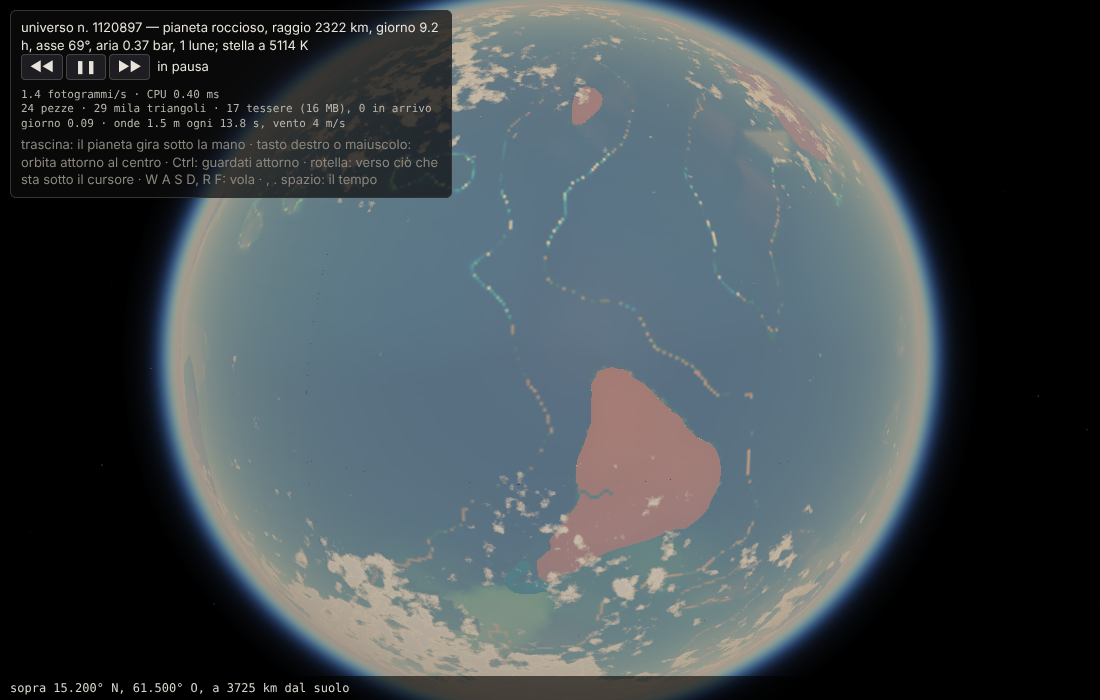 universo n. 1120897 — pianeta roccioso, raggio 2322 km, giorno 9.2
h, asse 69°, aria 0.37 bar, 1 lune; stella a 5114 K
in pausa
1.4 fotogrammi/s · CPU 0.40 ms
24 pezze · 29 mila triangoli · 17 tessere (16 MB), 0 in arrivo
giorno 0.09 · onde 1.5 m ogni 13.8 s, vento 4 m/s
trascina: il pianeta gira sotto la mano · tasto destro o maiuscolo:
orbita attorno al centro · Ctrl: guardati attorno · rotella: verso ciò che
sta sotto il cursore · W A S D, R F: vola · , . spazio: il tempo
sopra 15.200° N, 61.500° O, a 3725 km dal suolo